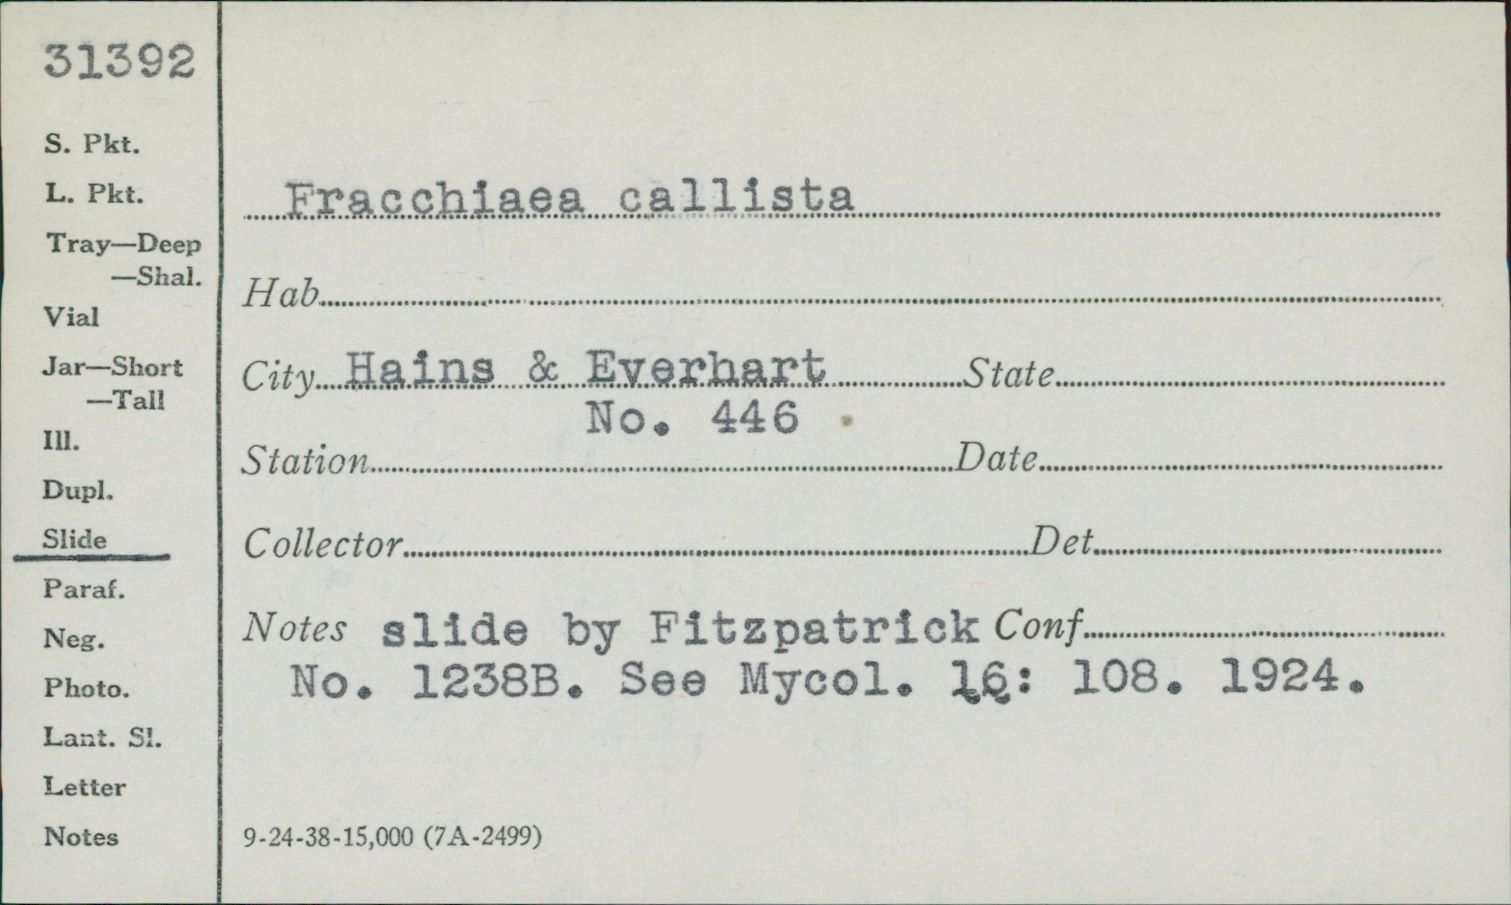 31392
S. Pkt.
L. Pkt.
Tray—Deep
—Shal.
Vial
Jar—Short
—Tall
Ill.
Dupl.
Slide
Paraf.
Neg.
Photo.
Lant. Sl.
Letter
Notes
Fracchiaea callista
Hab
City Hains & Everhart State
No. 446
Station Date
Collector Det
Notes slide by Fitzpatrick Conf
No. 1238B. See Mycol. 16: 108. 1924.
9-24-38-15,000 (7A-2499)